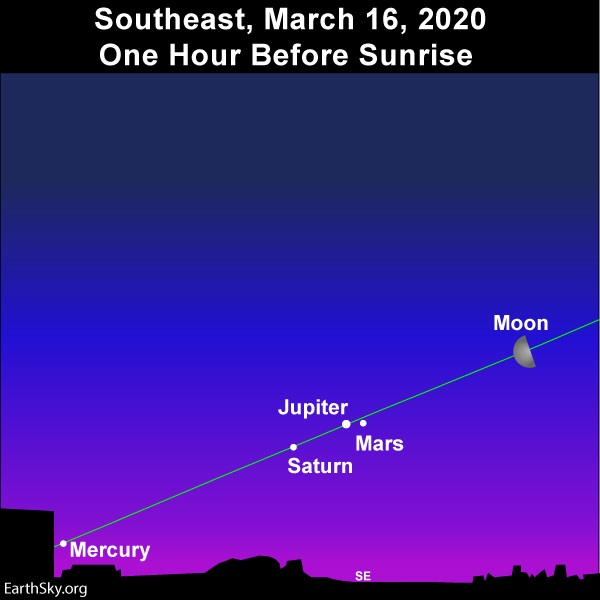 Southeast, March 16, 2020
One Hour Before Sunrise
Moon
Jupiter
Mars
Saturn
Mercury
SE
EarthSky.org